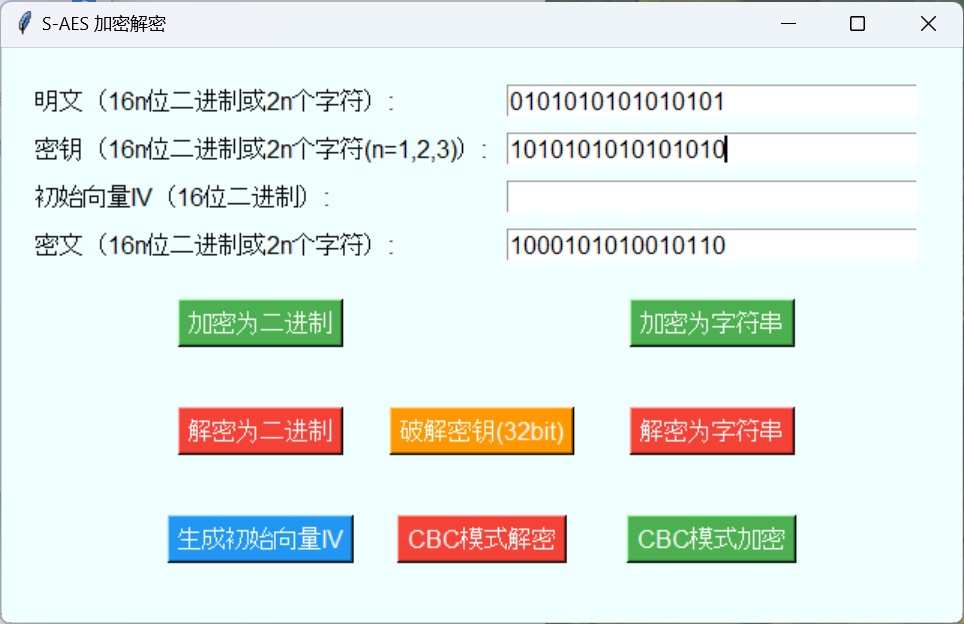 S-AES 加密解密
明文（16n位二进制或2n个字符）: 0101010101010101
密钥（16n位二进制或2n个字符(n=1,2,3)）: 1010101010101010
初始向量IV（16位二进制）:
密文（16n位二进制或2n个字符）: 1000101010010110
加密为二进制 加密为字符串
解密为二进制 破解密钥(32bit) 解密为字符串
生成初始向量IV CBC模式解密 CBC模式加密